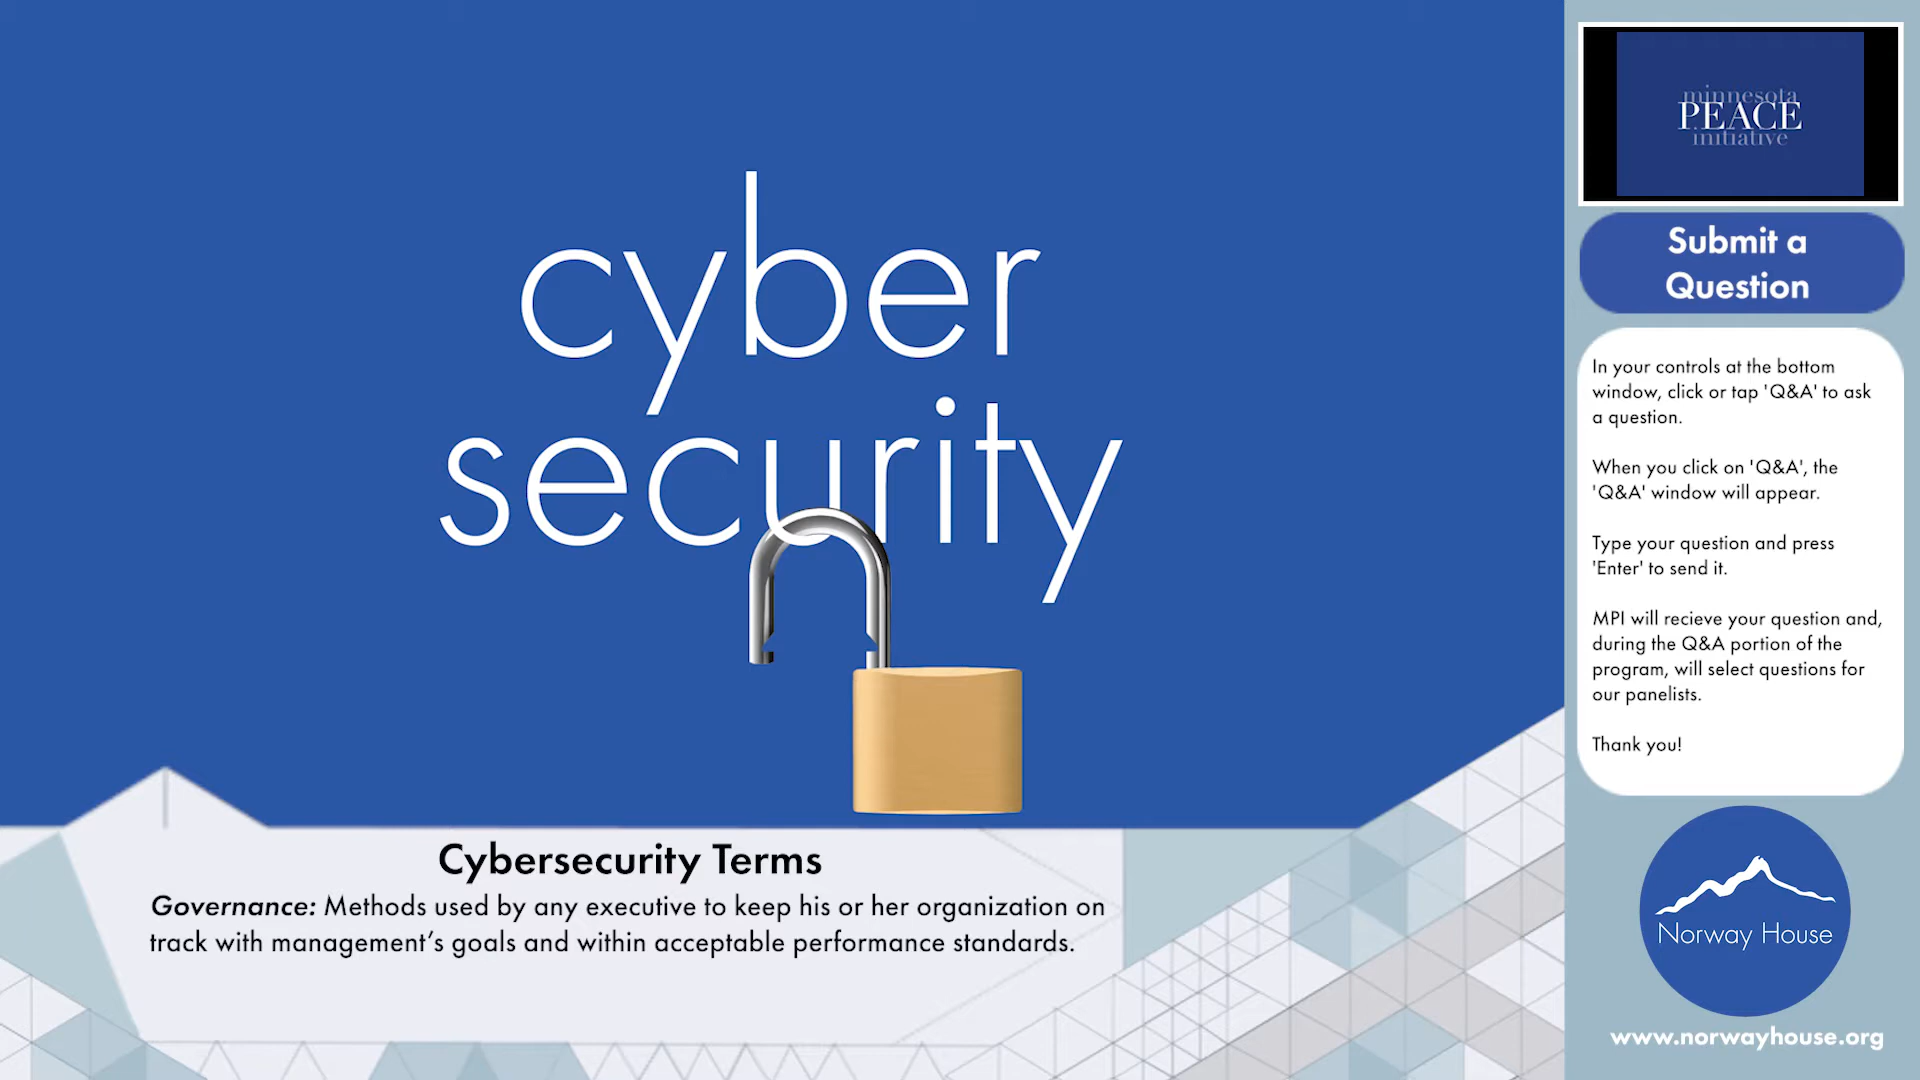 cyber
security
Cybersecurity Terms
Governance: Methods used by any executive to keep his or her organization on
track with management's goals and within acceptable performance standards.
minnesota
PEACE
initiative
Submit a
Question
In your controls at the bottom
window, click or tap 'Q&A' to ask
a question.
When you click on 'Q&A', the
'Q&A' window will appear.
Type your question and press
'Enter' to send it.
MPI will recieve your question and,
during the Q&A portion of the
program, will select questions for
our panelists.
Thank you!
Norway House
www.norwayhouse.org